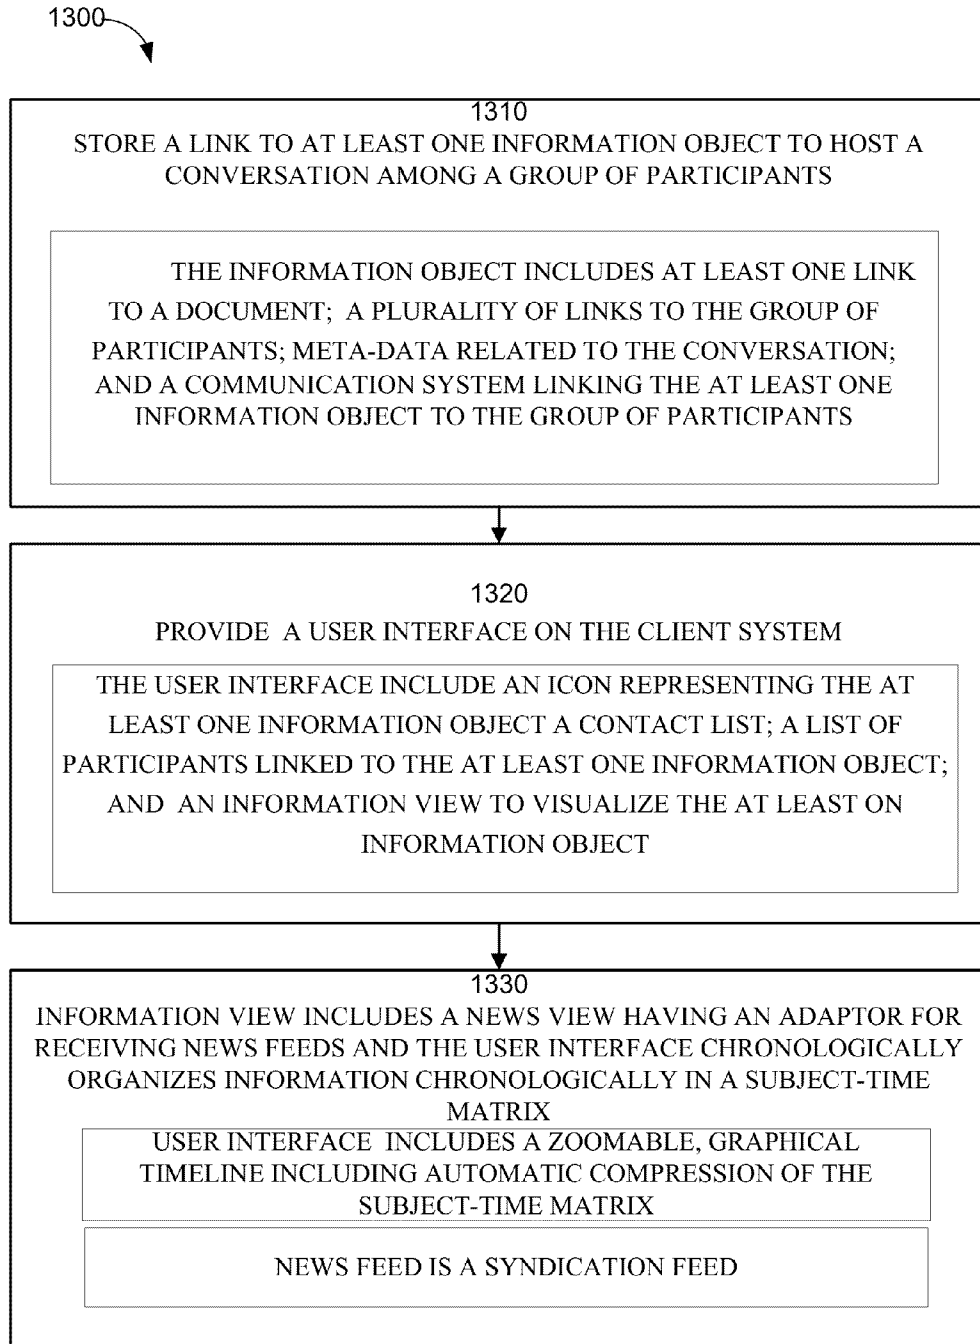 1300
1310
STORE A LINK TO AT LEAST ONE INFORMATION OBJECT TO HOST A
CONVERSATION AMONG A GROUP OF PARTICIPANTS
THE INFORMATION OBJECT INCLUDES AT LEAST ONE LINK
TO A DOCUMENT; A PLURALITY OF LINKS TO THE GROUP OF
PARTICIPANTS; META-DATA RELATED TO THE CONVERSATION;
AND A COMMUNICATION SYSTEM LINKING THE AT LEAST ONE
INFORMATION OBJECT TO THE GROUP OF PARTICIPANTS
1320
PROVIDE A USER INTERFACE ON THE CLIENT SYSTEM
THE USER INTERFACE INCLUDE AN ICON REPRESENTING THE AT
LEAST ONE INFORMATION OBJECT A CONTACT LIST; A LIST OF
PARTICIPANTS LINKED TO THE AT LEAST ONE INFORMATION OBJECT;
AND AN INFORMATION VIEW TO VISUALIZE THE AT LEAST ON
INFORMATION OBJECT
1330
INFORMATION VIEW INCLUDES A NEWS VIEW HAVING AN ADAPTOR FOR
RECEIVING NEWS FEEDS AND THE USER INTERFACE CHRONOLOGICALLY
ORGANIZES INFORMATION CHRONOLOGICALLY IN A SUBJECT-TIME
MATRIX
USER INTERFACE INCLUDES A ZOOMABLE, GRAPHICAL
TIMELINE INCLUDING AUTOMATIC COMPRESSION OF THE
SUBJECT-TIME MATRIX
NEWS FEED IS A SYNDICATION FEED